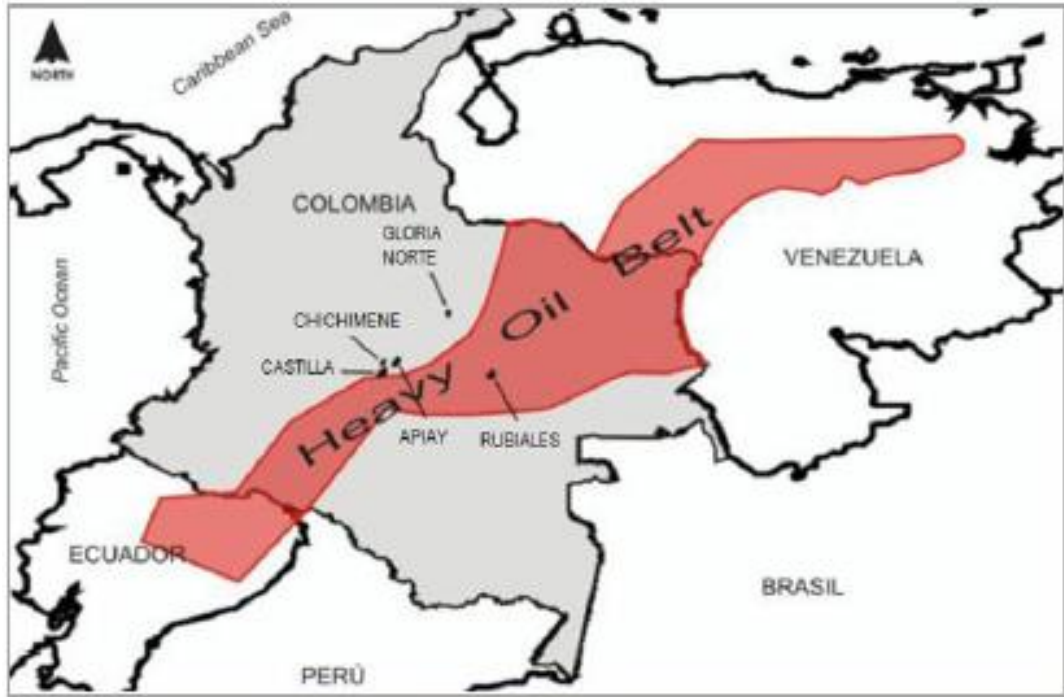 NORTH
Caribbean Sea
COLOMBIA
GLORIA
NORTE
Heavy Oil Belt
VENEZUELA
Pacific Ocean
CHICHIMENE
CASTILLA
APIAY
RUBIALES
ECUADOR
BRASIL
PERÚ